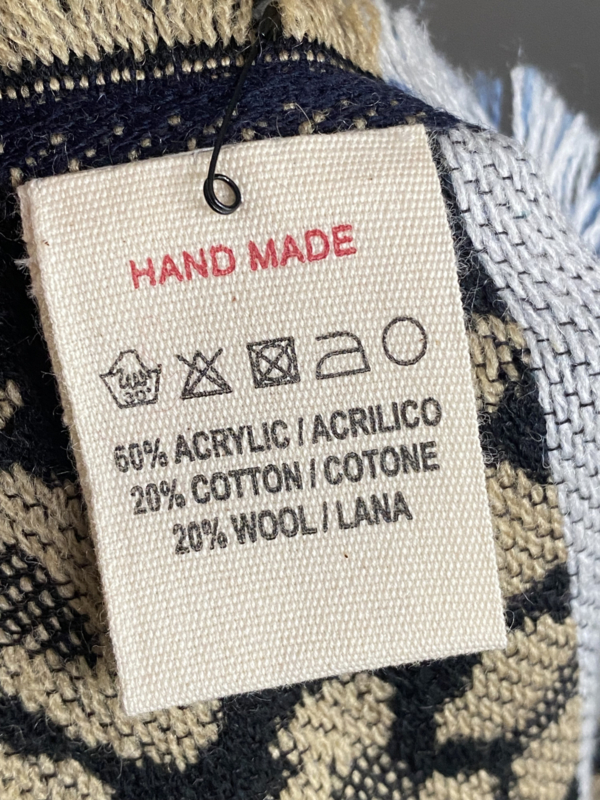 HAND MADE
60% ACRYLIC / ACRILICO
20% COTTON / COTONE
20% WOOL / LANA